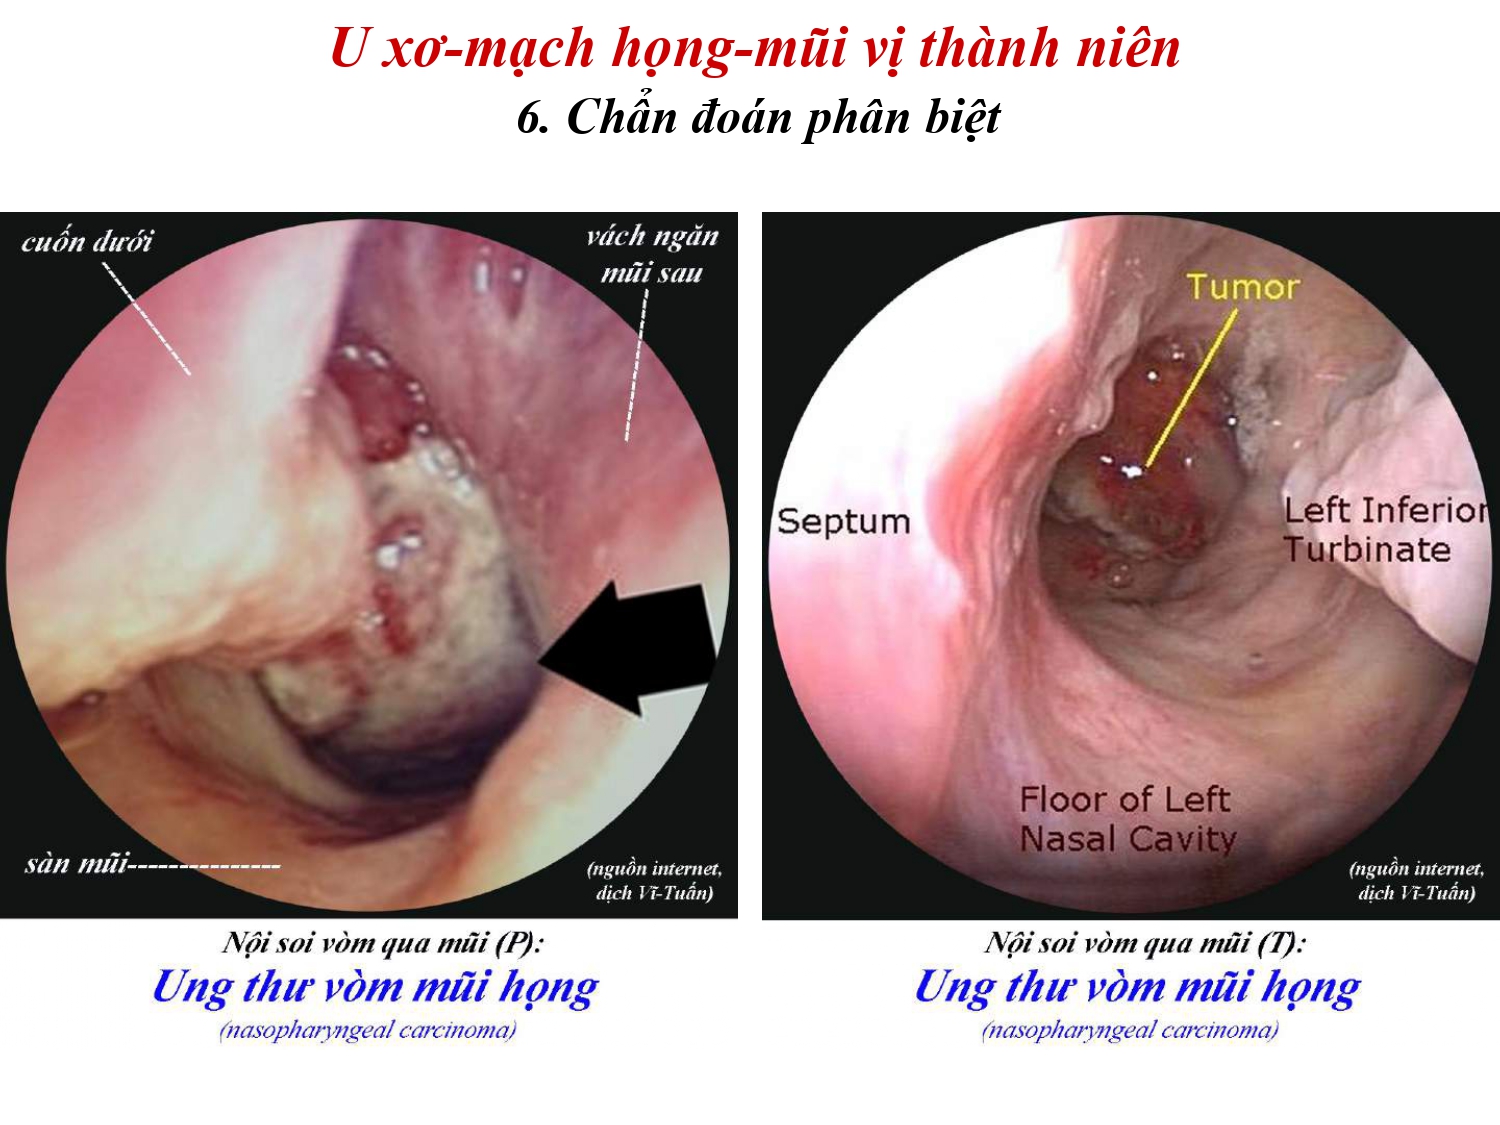 U xơ-mạch họng-mũi vị thành niên
6. Chẩn đoán phân biệt
cuốn dưới
vách ngăn
mũi sau
sàn mũi---------------
(nguồn internet,
dịch Vĩ-Tuấn)
Nội soi vòm qua mũi (P):
Ung thư vòm mũi họng
(nasopharyngeal carcinoma)
Tumor
Septum
Left Inferior
Turbinate
Floor of Left
Nasal Cavity
(nguồn internet,
dịch Vĩ-Tuấn)
Nội soi vòm qua mũi (T):
Ung thư vòm mũi họng
(nasopharyngeal carcinoma)